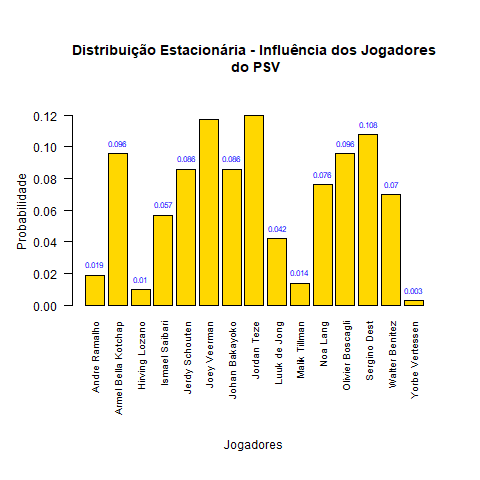 Distribuição Estacionária - Influência dos Jogadores
do PSV
Probabilidade
0.12
0.10
0.08
0.06
0.04
0.02
0.00
0.019
0.096
0.01
0.057
0.086
0.086
0.042
0.014
0.076
0.096
0.108
0.07
0.003
Andre Ramalho
Armel Bella Kotchap
Hirving Lozano
Ismael Saibari
Jerdy Schouten
Joey Veerman
Johan Bakayoko
Jordan Teze
Luuk de Jong
Malik Tillman
Noa Lang
Olivier Boscagli
Sergino Dest
Walter Benitez
Yorbe Vertessen
Jogadores